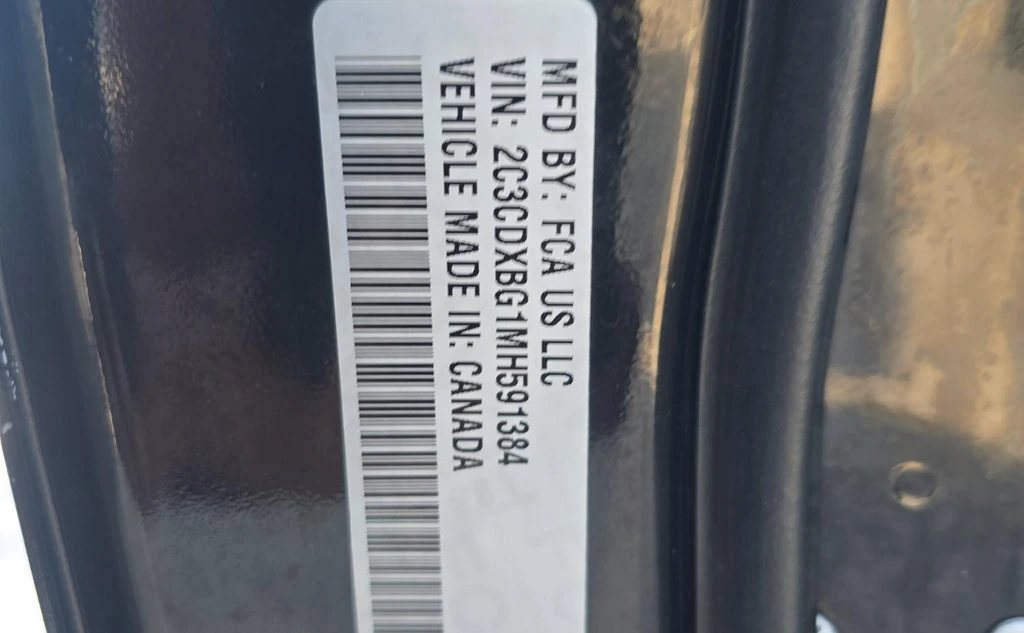 MFD BY: FCA US LLC
VIN: 2C3CDXBG1MH591384
VEHICLE MADE IN: CANADA